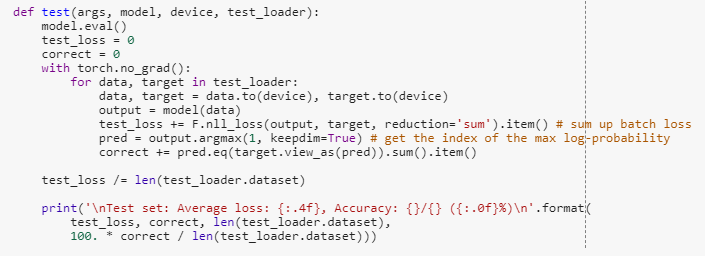 def test(args, model, device, test_loader):
    model.eval()
    test_loss = 0
    correct = 0
    with torch.no_grad():
        for data, target in test_loader:
            data, target = data.to(device), target.to(device)
            output = model(data)
            test_loss += F.nll_loss(output, target, reduction='sum').item() # sum up batch loss
            pred = output.argmax(1, keepdim=True) # get the index of the max log-probability
            correct += pred.eq(target.view_as(pred)).sum().item()

    test_loss /= len(test_loader.dataset)

    print('\nTest set: Average loss: {:.4f}, Accuracy: {}/{} ({:.0f}%)\n'.format(
        test_loss, correct, len(test_loader.dataset),
        100. * correct / len(test_loader.dataset)))